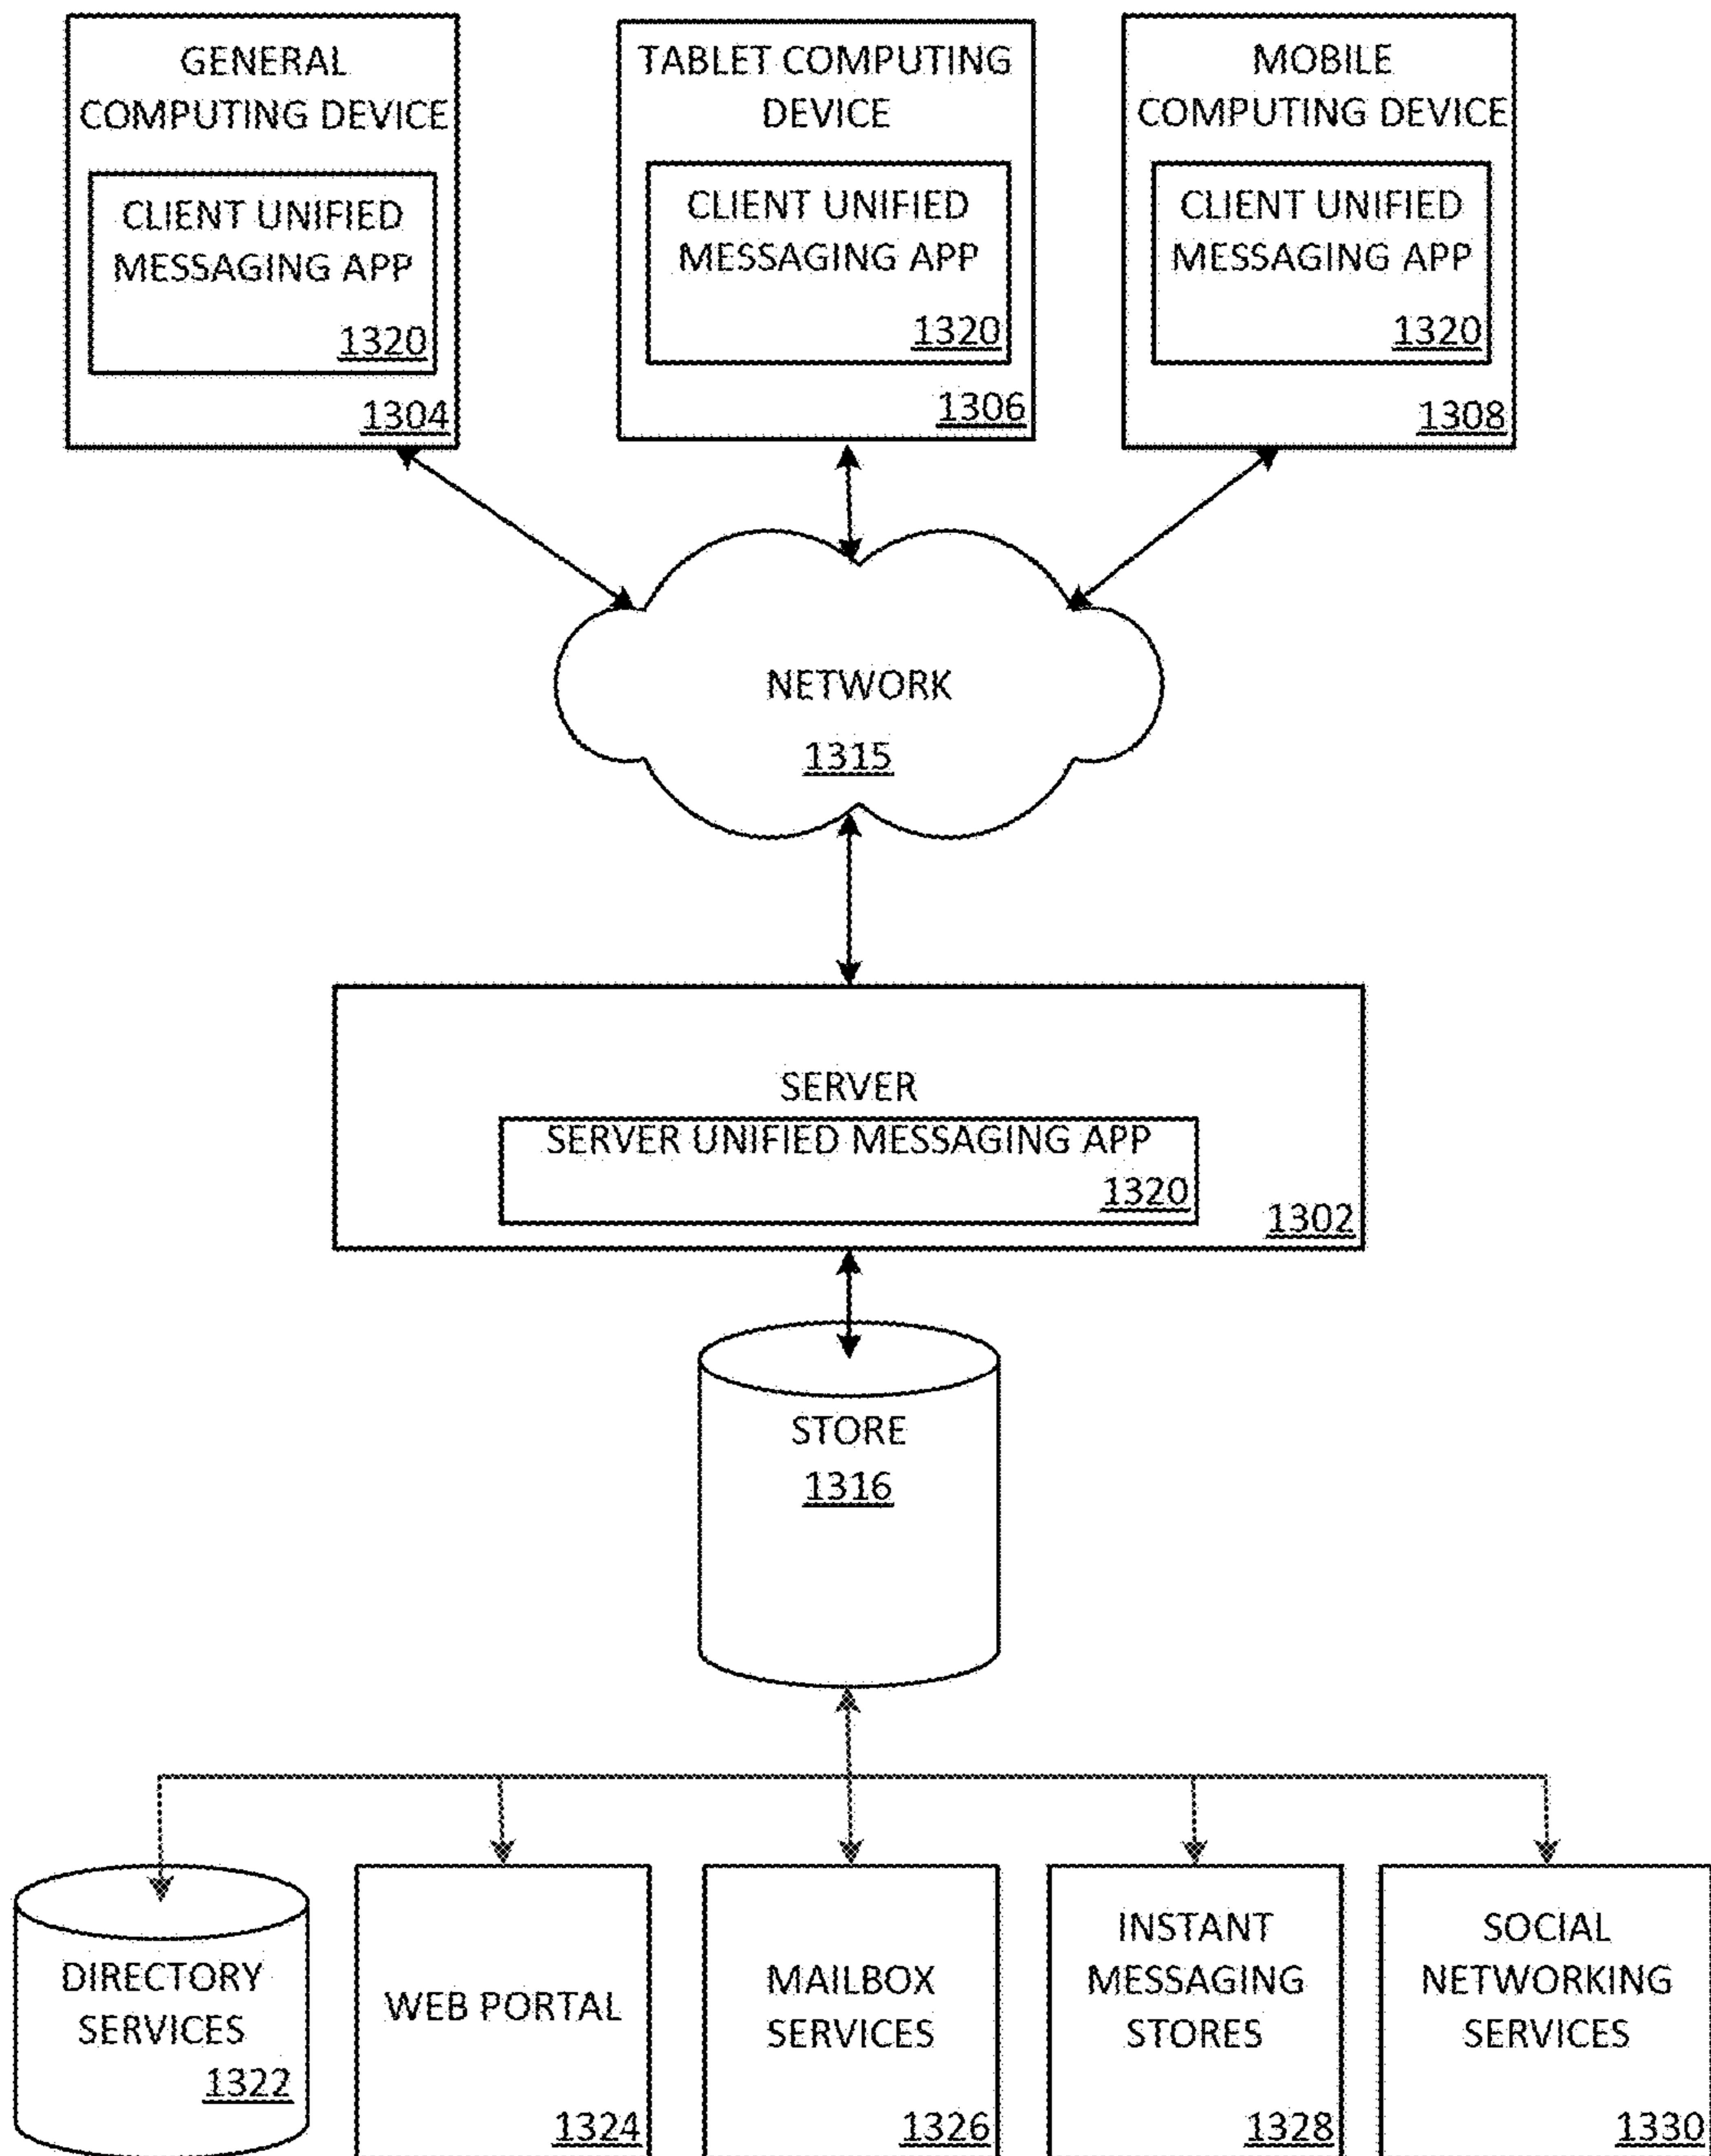 GENERAL
COMPUTING DEVICE
CLIENT UNIFIED
MESSAGING APP
1320
1304
TABLET COMPUTING
DEVICE
CLIENT UNIFIED
MESSAGING APP
1320
1306
MOBILE
COMPUTING DEVICE
CLIENT UNIFIED
MESSAGING APP
1320
1308
NETWORK
1315
SERVER
SERVER UNIFIED MESSAGING APP
1320
1302
STORE
1316
DIRECTORY
SERVICES
1322
WEB PORTAL
1324
MAILBOX
SERVICES
1326
INSTANT
MESSAGING
STORES
1328
SOCIAL
NETWORKING
SERVICES
1330